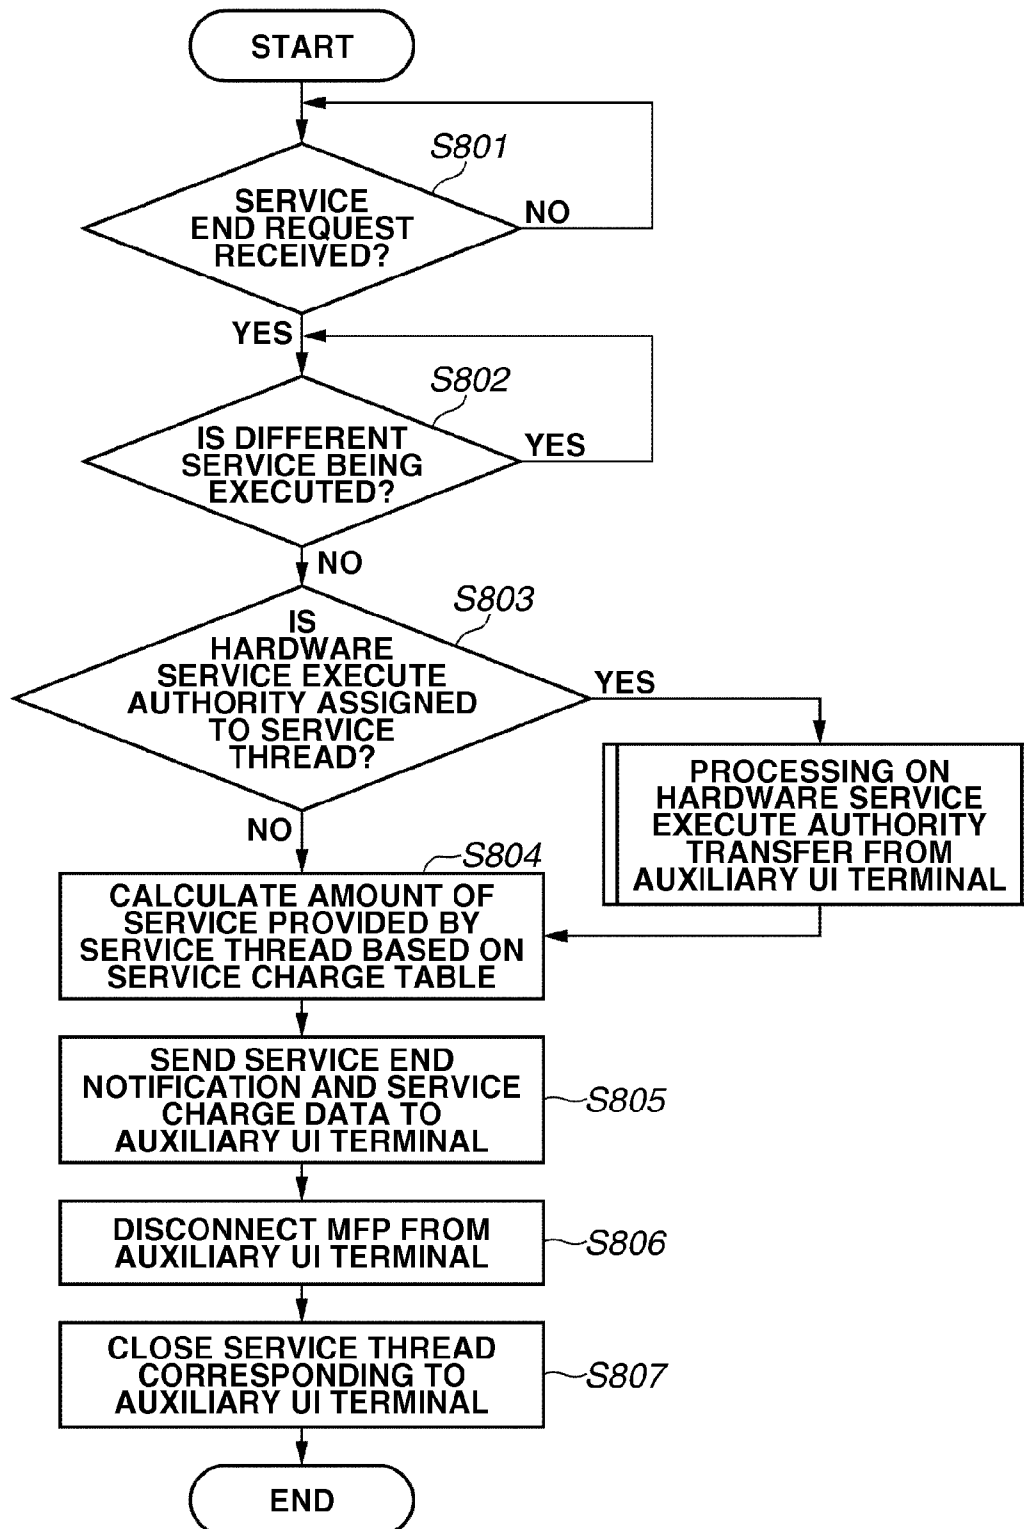 START
S801
SERVICE
END REQUEST
RECEIVED?
NO
YES
S802
IS DIFFERENT
SERVICE BEING
EXECUTED?
YES
NO
S803
IS
HARDWARE
SERVICE EXECUTE
AUTHORITY ASSIGNED
TO SERVICE
THREAD?
YES
PROCESSING ON
HARDWARE SERVICE
EXECUTE AUTHORITY
TRANSFER FROM
AUXILIARY UI TERMINAL
NO
S804
CALCULATE AMOUNT OF
SERVICE PROVIDED BY
SERVICE THREAD BASED ON
SERVICE CHARGE TABLE
SEND SERVICE END
NOTIFICATION AND SERVICE
CHARGE DATA TO
AUXILIARY UI TERMINAL
S805
DISCONNECT MFP FROM
AUXILIARY UI TERMINAL
S806
CLOSE SERVICE THREAD
CORRESPONDING TO
AUXILIARY UI TERMINAL
S807
END